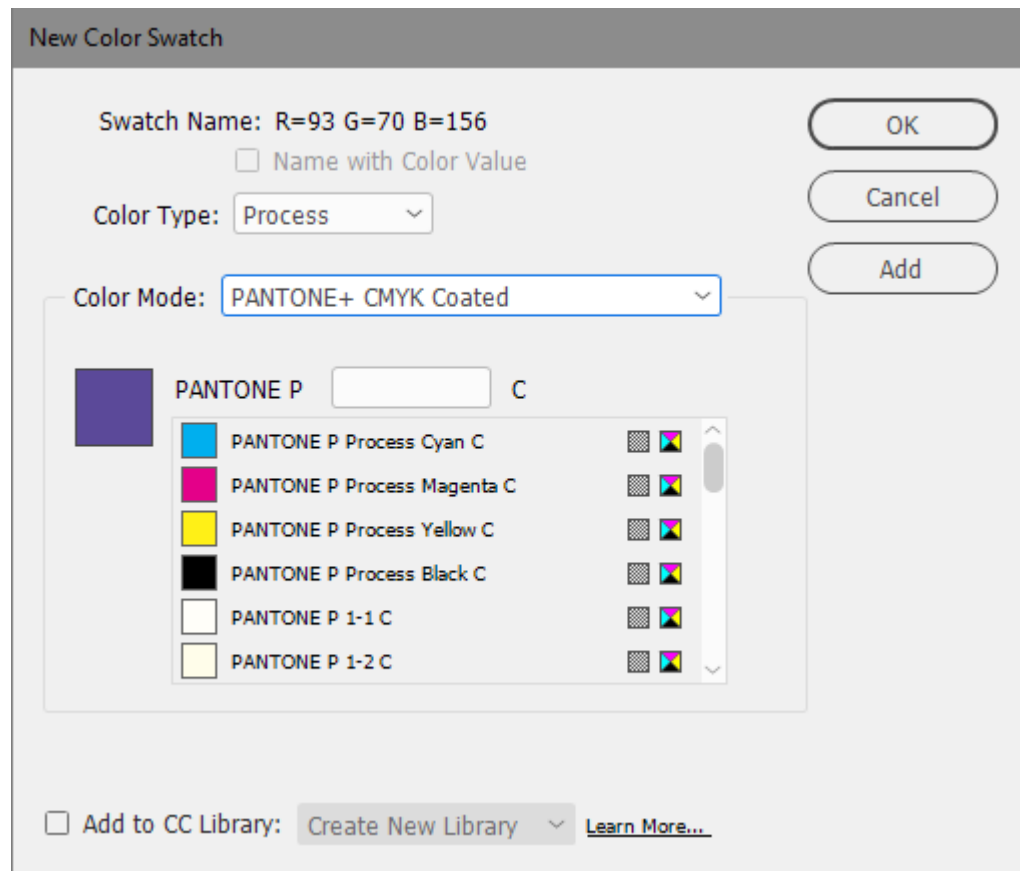 New Color Swatch
Swatch Name: R=93 G=70 B=156
Name with Color Value
Color Type: Process
Color Mode: PANTONE+ CMYK Coated
PANTONE P C
PANTONE P Process Cyan C
PANTONE P Process Magenta C
PANTONE P Process Yellow C
PANTONE P Process Black C
PANTONE P 1-1 C
PANTONE P 1-2 C
Add to CC Library: Create New Library Learn More...
OK
Cancel
Add